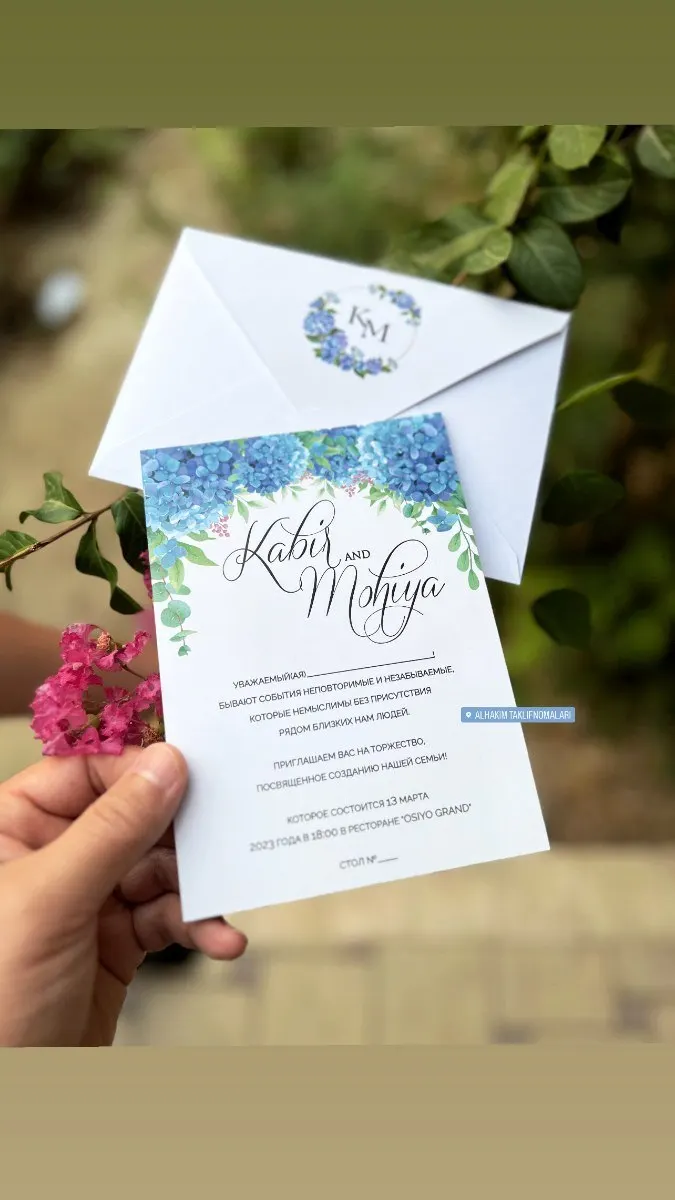 KM
Kabir AND
Mohiya
УВАЖАЕМЫЙ(АЯ)____________________!
БЫВАЮТ СОБЫТИЯ НЕПОВТОРИМЫЕ И НЕЗАБЫВАЕМЫЕ,
КОТОРЫЕ НЕМЫСЛИМЫ БЕЗ ПРИСУТСТВИЯ
РЯДОМ БЛИЗКИХ НАМ ЛЮДЕЙ.
ALHAKIM TAKLIFNOMALARI
ПРИГЛАШАЕМ ВАС НА ТОРЖЕСТВО,
ПОСВЯЩЕННОЕ СОЗДАНИЮ НАШЕЙ СЕМЬИ!
КОТОРОЕ СОСТОИТСЯ 13 МАРТА
2023 ГОДА В 18:00 В РЕСТОРАНЕ "OSIYO GRAND"
СТОЛ №___